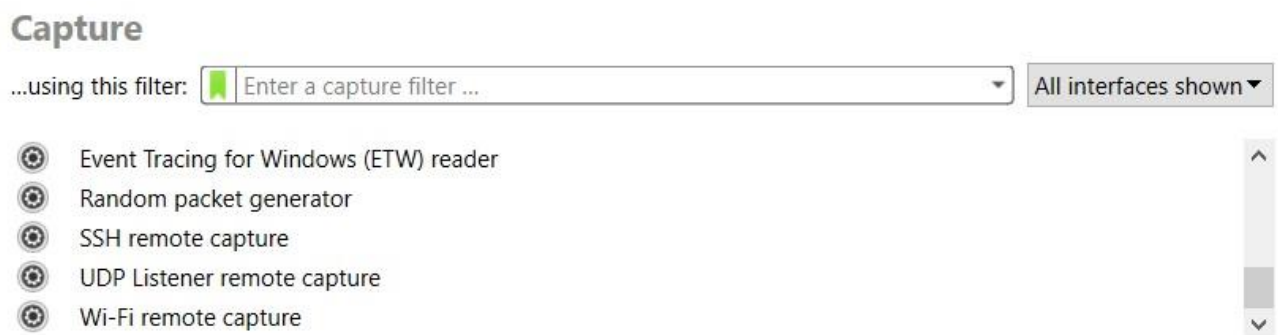 Capture
...using this filter: Enter a capture filter ... All interfaces shown
Event Tracing for Windows (ETW) reader
Random packet generator
SSH remote capture
UDP Listener remote capture
Wi-Fi remote capture